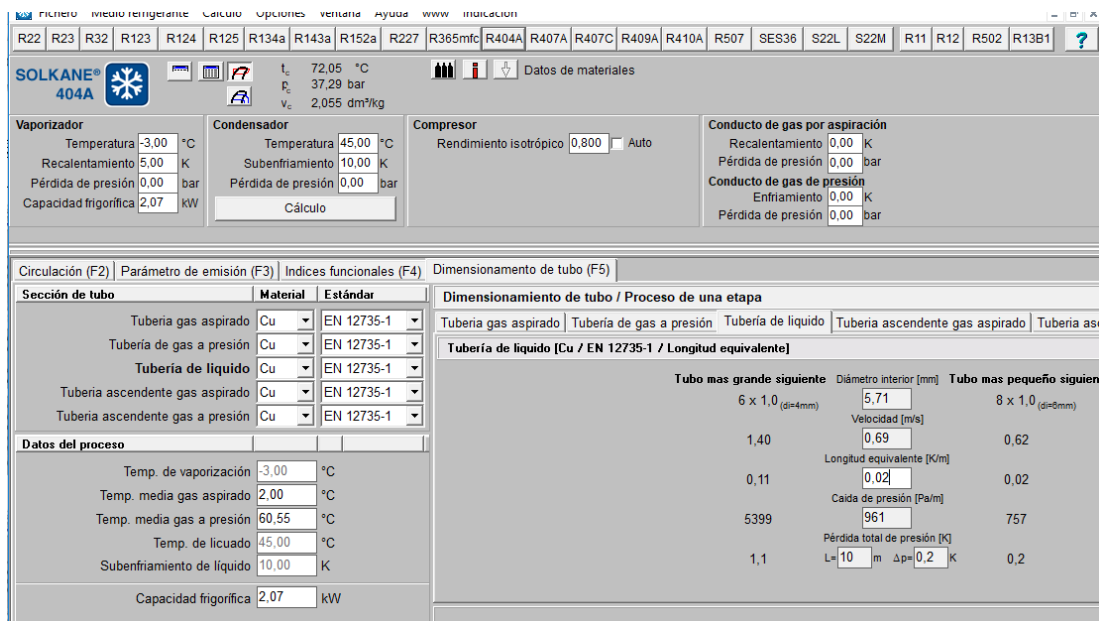 Fichero Medio refrigerante Cálculo Opciones Ventana Ayuda www Indicación
R22 R23 R32 R123 R124 R125 R134a R143a R152a R227 R365mfc R404A R407A R407C R409A R410A R507 SES36 S22L S22M R11 R12 R502 R13B1 ?
SOLKANE®
404A
tc 72,05 °C
pc 37,29 bar
vc 2,055 dm³/kg
Datos de materiales
Vaporizador
Temperatura -3,00 °C
Recalentamiento 5,00 K
Pérdida de presión 0,00 bar
Capacidad frigorífica 2,07 kW
Condensador
Temperatura 45,00 °C
Subenfriamiento 10,00 K
Pérdida de presión 0,00 bar
Cálculo
Compresor
Rendimiento isotrópico 0,800 Auto
Conducto de gas por aspiración
Recalentamiento 0,00 K
Pérdida de presión 0,00 bar
Conducto de gas de presión
Enfriamiento 0,00 K
Pérdida de presión 0,00 bar
Circulación (F2) Parámetro de emisión (F3) Indices funcionales (F4) Dimensionamento de tubo (F5)
Sección de tubo Material Estándar
Tuberia gas aspirado Cu EN 12735-1
Tubería de gas a presión Cu EN 12735-1
Tubería de liquido Cu EN 12735-1
Tuberia ascendente gas aspirado Cu EN 12735-1
Tuberia ascendente gas a presión Cu EN 12735-1
Datos del proceso
Temp. de vaporización -3,00 °C
Temp. media gas aspirado 2,00 °C
Temp. media gas a presión 60,55 °C
Temp. de licuado 45,00 °C
Subenfriamiento de líquido 10,00 K
Capacidad frigorífica 2,07 kW
Dimensionamiento de tubo / Proceso de una etapa
Tuberia gas aspirado Tubería de gas a presión Tubería de liquido Tuberia ascendente gas aspirado Tuberia as
Tubería de liquido [Cu / EN 12735-1 / Longitud equivalente]
Tubo mas grande siguiente Diámetro interior [mm] Tubo mas pequeño siguien
6 x 1,0 (di=4mm) 5,71 8 x 1,0 (di=6mm)
Velocidad [m/s]
1,40 0,69 0,62
Longitud equivalente [K/m]
0,11 0,02 0,02
Caida de presión [Pa/m]
5399 961 757
Pérdida total de presión [K]
1,1 L= 10 m Δp= 0,2 K 0,2